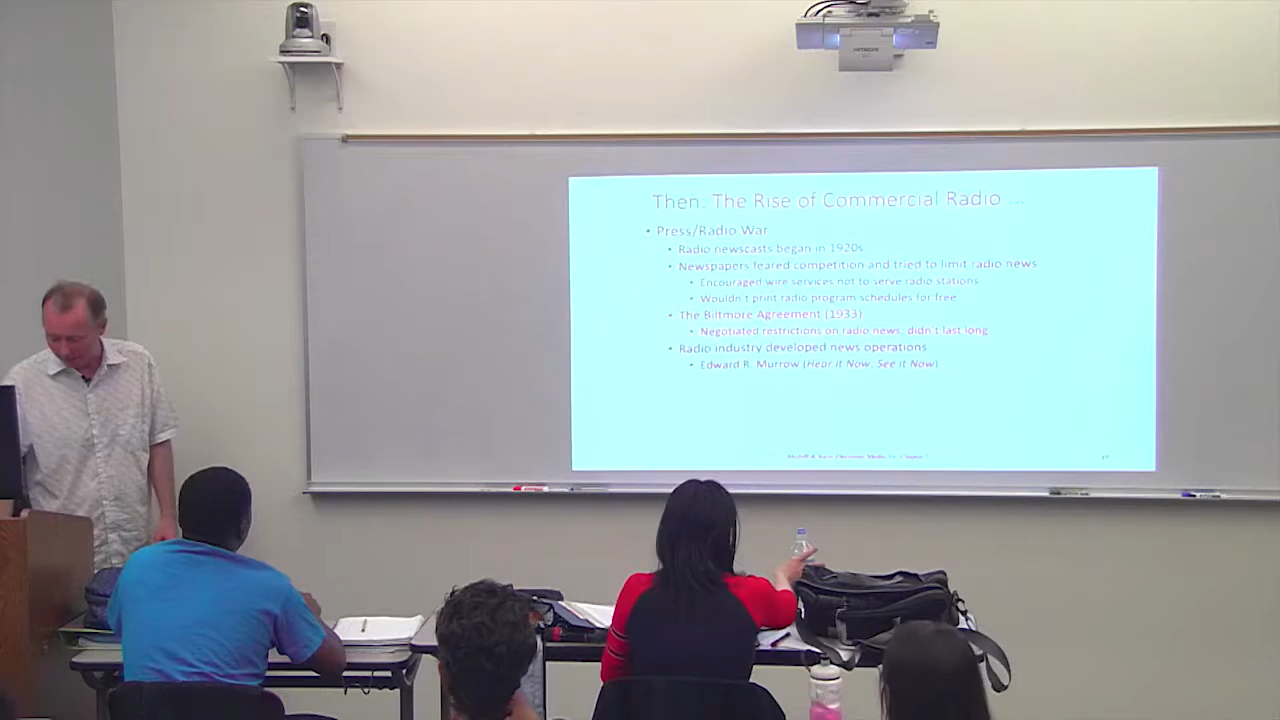 HITACHI
Then: The Rise of Commercial Radio ...
• Press/Radio War
• Radio newscasts began in 1920s
• Newspapers feared competition and tried to limit radio news
• Encouraged wire services not to serve radio stations
• Wouldn't print radio program schedules for free
• The Biltmore Agreement (1933)
• Negotiated restrictions on radio news, didn't last long
• Radio industry developed news operations
• Edward R. Murrow (Hear it Now, See it Now)